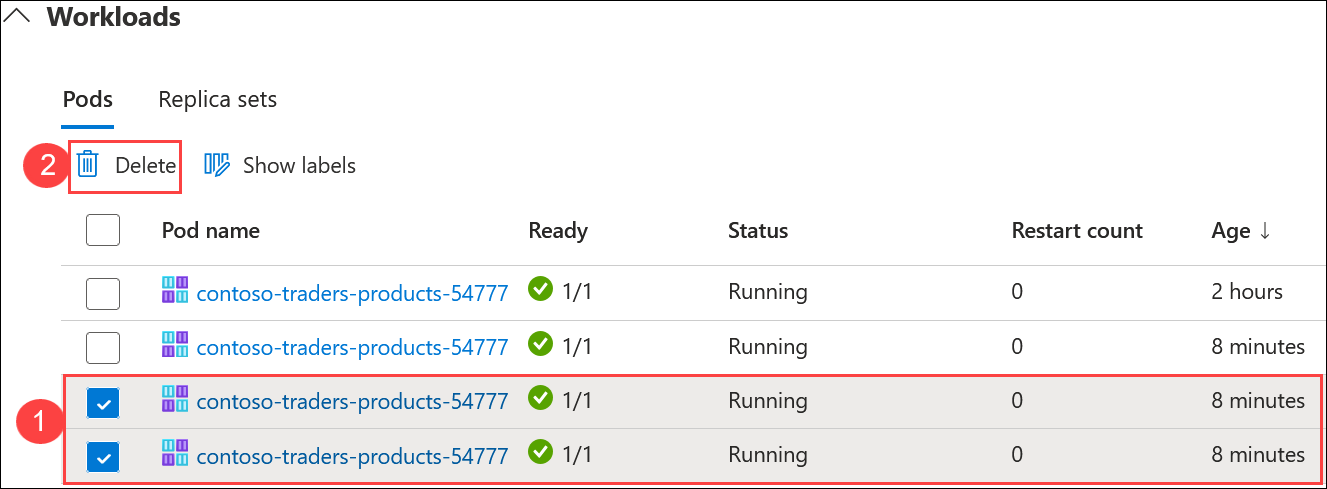 Workloads
Pods Replica sets
2 Delete Show labels
Pod name Ready Status Restart count Age ↓
contoso-traders-products-54777 1/1 Running 0 2 hours
contoso-traders-products-54777 1/1 Running 0 8 minutes
1 contoso-traders-products-54777 1/1 Running 0 8 minutes
contoso-traders-products-54777 1/1 Running 0 8 minutes